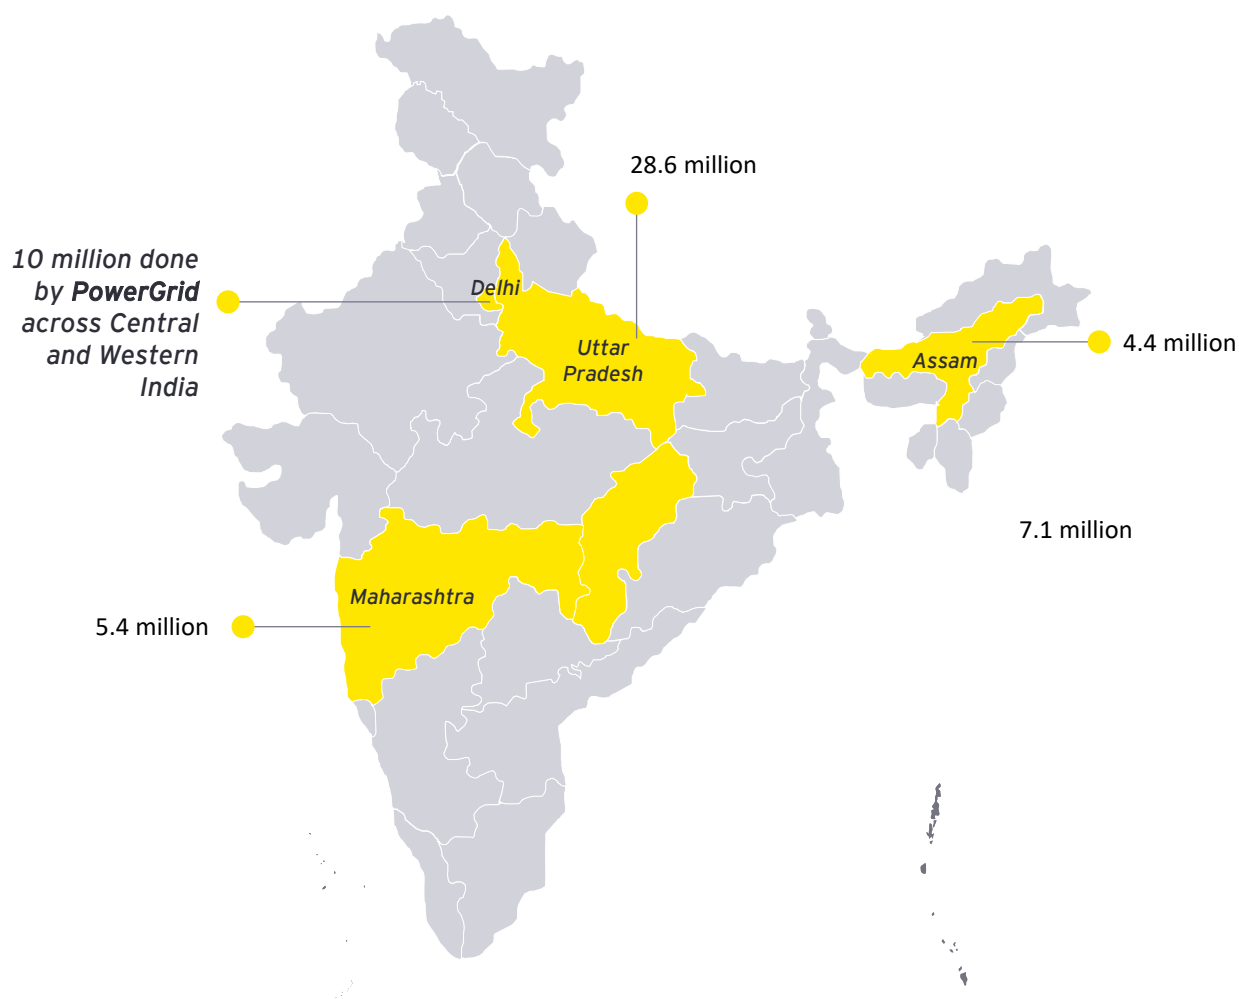 28.6 million
10 million done
by PowerGrid
across Central
and Western
India
Delhi
Uttar
Pradesh
Assam
4.4 million
7.1 million
Maharashtra
5.4 million